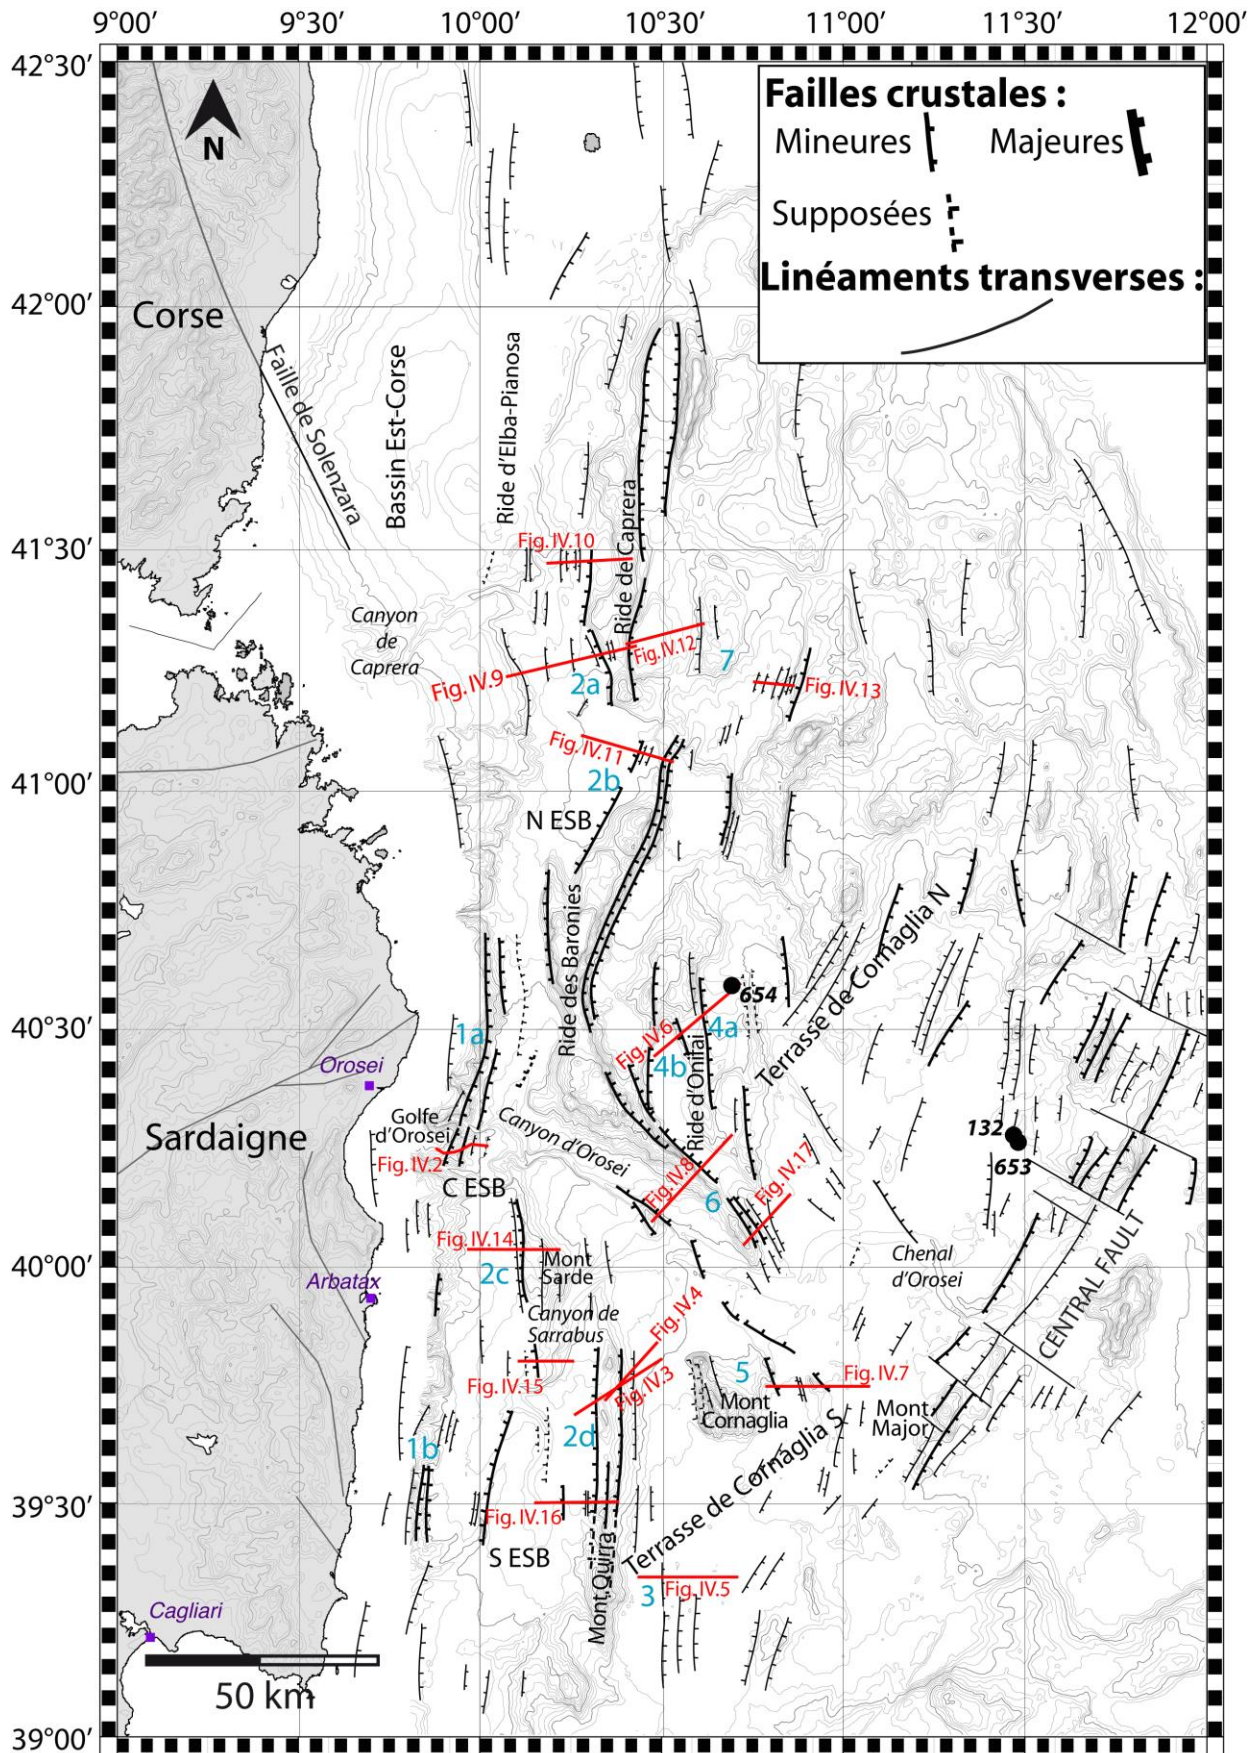 9°00′ 9°30′ 10°00′ 10°30′ 11°00′ 11°30′ 12°00′
42°30′
N
Failles crustales :
Mineures Majeures
Supposées
Linéaments transverses :
42°00′
Corse
Faille de Solenzara
Bassin Est-Corse
Ride d'Elba-Pianosa
Ride de Caprera
41°30′
Fig. IV.10
Canyon
de
Caprera
Fig. IV.9
2a
Fig. IV.12
7
Fig. IV.13
Fig. IV.11
2b
41°00′
N ESB
Ride des Baronies
Terrasse de Cornaglia N
654
40°30′
1a
Fig. IV.6
4a
4b
Ride d'Onifai
Orosei
Golfe
d'Orosei
Fig. IV.2
Canyon d'Orosei
132
653
Sardaigne
C ESB
Fig. IV.8
6
Fig. IV.17
Fig. IV.14
2c
Mont
Sarde
40°00′
Chenal
d'Orosei
CENTRAL FAULT
Arbatax
Canyon de
Sarrabus
Fig. IV.4
Fig. IV.3
Fig. IV.15
5
Fig. IV.7
Mont
Cornaglia
Mont
Major
2d
1b
Terrasse de Cornaglia S
39°30′
Fig. IV.16
S ESB
Mont Quirra
3
Fig. IV.5
Cagliari
50 km
39°00′